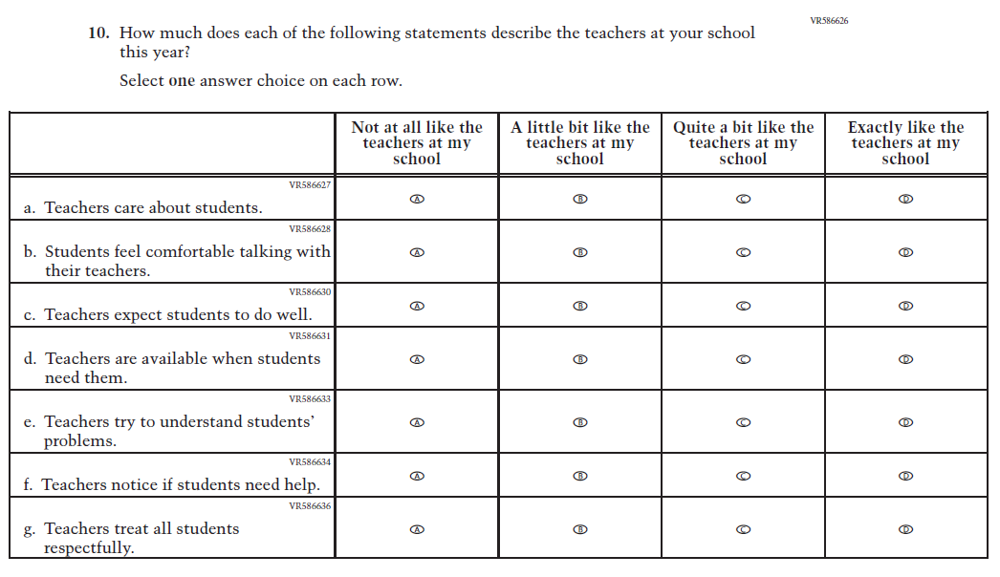 VR586626
10. How much does each of the following statements describe the teachers at your school
this year?
Select one answer choice on each row.
Not at all like the
teachers at my
school
A little bit like the
teachers at my
school
Quite a bit like the
teachers at my
school
Exactly like the
teachers at my
school
VR586627
a. Teachers care about students.
A B C D
VR586628
b. Students feel comfortable talking with
their teachers.
A B C D
VR586630
c. Teachers expect students to do well.
A B C D
VR586631
d. Teachers are available when students
need them.
A B C D
VR586633
e. Teachers try to understand students’
problems.
A B C D
VR586634
f. Teachers notice if students need help.
A B C D
VR586636
g. Teachers treat all students
respectfully.
A B C D